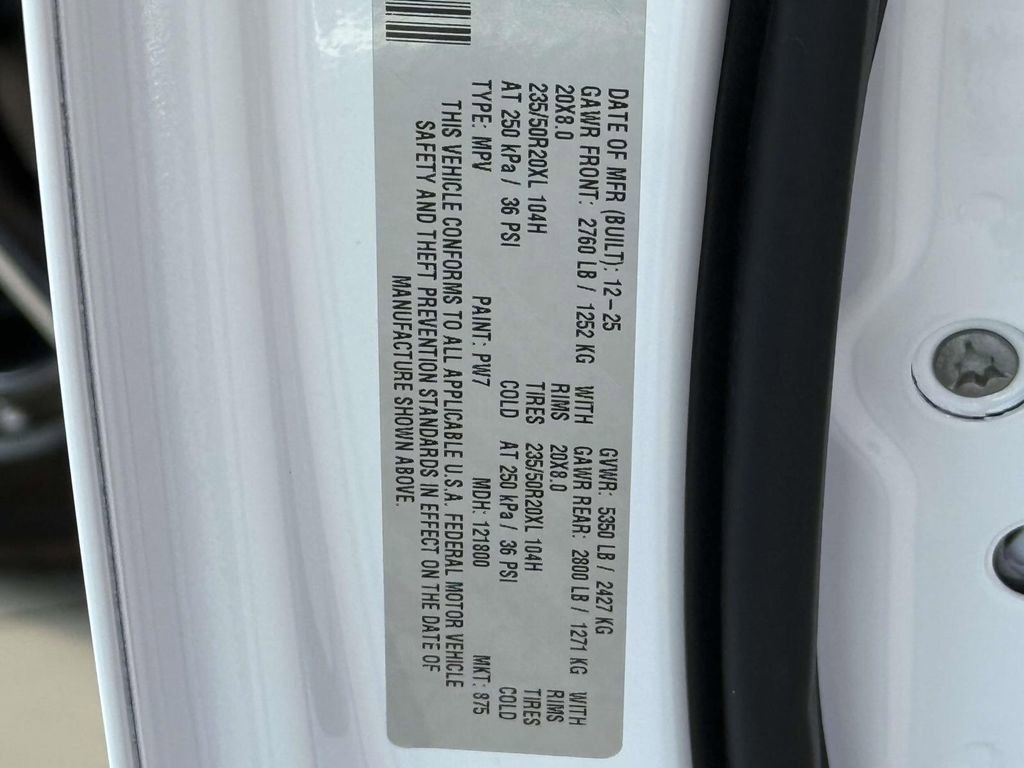 DATE OF MFR (BUILT): 12-25 GVWR: 5350 LB / 2427 KG
GAWR FRONT: 2760 LB / 1252 KG WITH GAWR REAR: 2800 LB / 1271 KG WITH
20X8.0 RIMS 20X8.0 RIMS
235/50R20XL 104H TIRES 235/50R20XL 104H TIRES
AT 250 kPa / 36 PSI COLD AT 250 kPa / 36 PSI COLD
TYPE: MPV PAINT: PW7 MDH: 121800 MKT: 875
THIS VEHICLE CONFORMS TO ALL APPLICABLE U.S.A. FEDERAL MOTOR VEHICLE
SAFETY AND THEFT PREVENTION STANDARDS IN EFFECT ON THE DATE OF
MANUFACTURE SHOWN ABOVE.